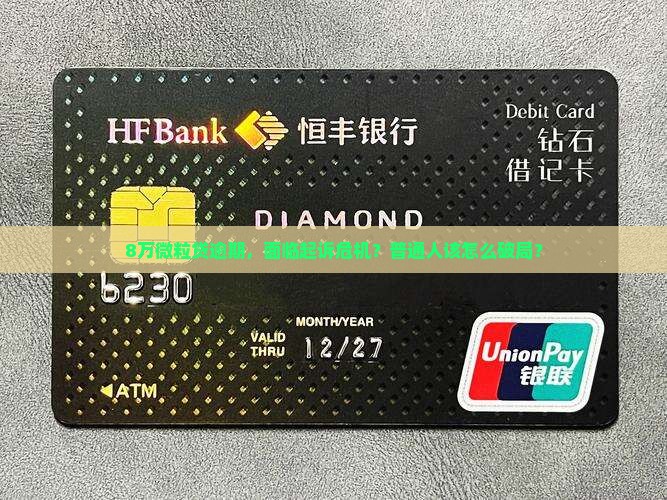 HFBank 恒丰银行
Debit Card
钻石
借记卡
DIAMOND
8万微粒贷逾期，面临起诉危机？普通人该怎么破局？
6230
MONTH/YEAR
VALID THRU 12/27
ATM
UnionPay
银联